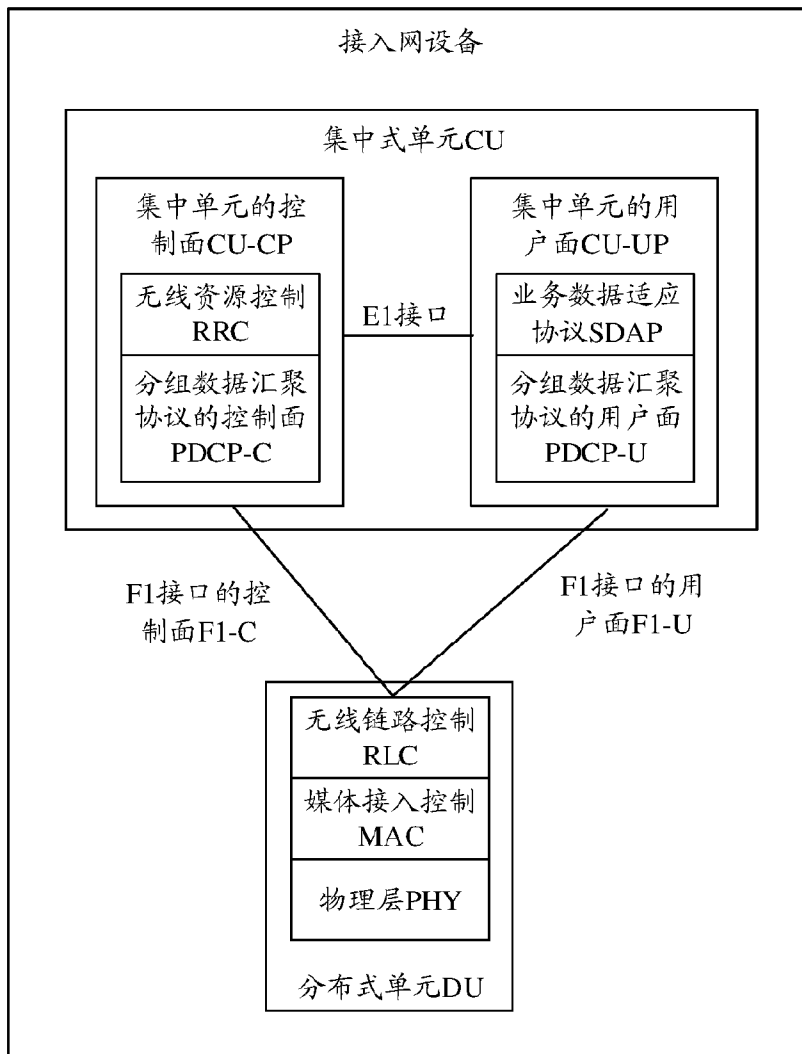 接入网设备
集中式单元CU
集中单元的控
制面CU-CP
无线资源控制
RRC
分组数据汇聚
协议的控制面
PDCP-C
E1接口
集中单元的用
户面CU-UP
业务数据适应
协议SDAP
分组数据汇聚
协议的用户面
PDCP-U
F1接口的控
制面F1-C
F1接口的用
户面F1-U
无线链路控制
RLC
媒体接入控制
MAC
物理层PHY
分布式单元DU